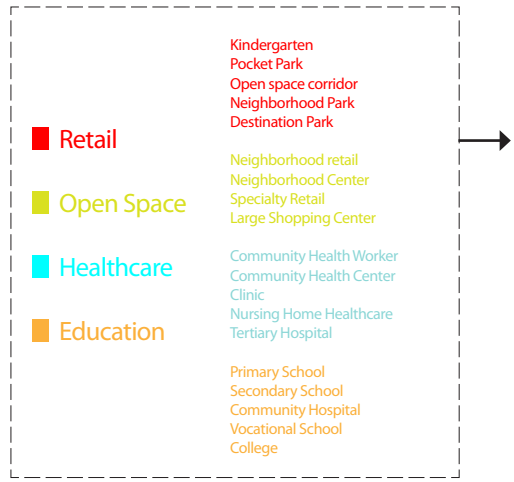 Retail
Open Space
Healthcare
Education
Kindergarten
Pocket Park
Open space corridor
Neighborhood Park
Destination Park
Neighborhood retail
Neighborhood Center
Specialty Retail
Large Shopping Center
Community Health Worker
Community Health Center
Clinic
Nursing Home Healthcare
Tertiary Hospital
Primary School
Secondary School
Community Hospital
Vocational School
College